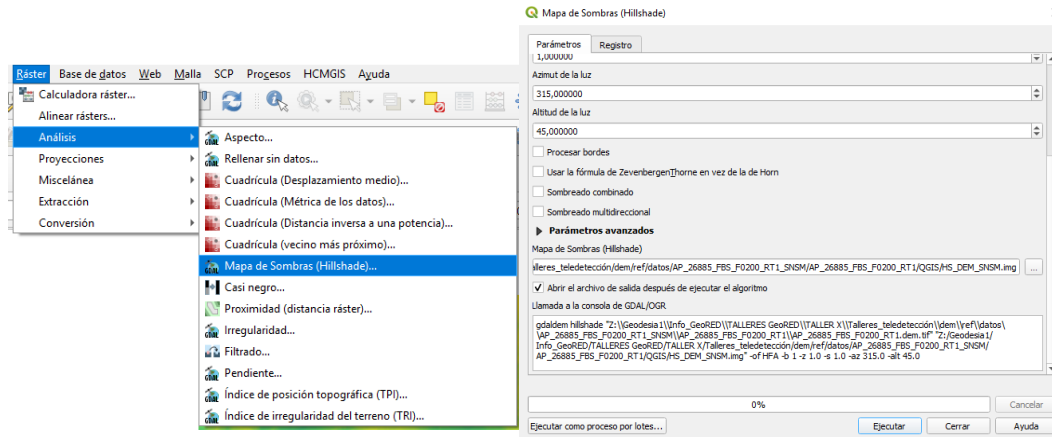 Ráster Base de datos Web Malla SCP Procesos HCMGIS Ayuda
Calculadora ráster...
Alinear rásters...
Análisis
Proyecciones
Miscelánea
Extracción
Conversión
Aspecto...
Rellenar sin datos...
Cuadrícula (Desplazamiento medio)...
Cuadrícula (Métrica de los datos)...
Cuadrícula (Distancia inversa a una potencia)...
Cuadrícula (vecino más próximo)...
Mapa de Sombras (Hillshade)...
Casi negro...
Proximidad (distancia ráster)...
Irregularidad...
Filtrado...
Pendiente...
Índice de posición topográfica (TPI)...
Índice de irregularidad del terreno (TRI)...
Mapa de Sombras (Hillshade)
Parámetros Registro
1,000000
Azimut de la luz
315,000000
Altitud de la luz
45,000000
Procesar bordes
Usar la fórmula de ZevenbergenThorne en vez de la de Horn
Sombreado combinado
Sombreado multidireccional
Parámetros avanzados
Mapa de Sombras (Hillshade)
alleres_teledetección/dem/ref/datos/AP_26885_FBS_F0200_RT1_SNSM/AP_26885_FBS_F0200_RT1/QGIS/HS_DEM_SNSM.img ...
Abrir el archivo de salida después de ejecutar el algoritmo
Llamada a la consola de GDAL/OGR
gdaldem hillshade "Z:\\Geodesia1\\Info_GeoRED\\TALLERES GeoRED\\TALLER X\\Talleres_teledetección\\dem\\ref\\datos\
\AP_26885_FBS_F0200_RT1_SNSM\\AP_26885_FBS_F0200_RT1\\AP_26885_FBS_F0200_RT1.dem.tif" "Z:/Geodesia1/
Info_GeoRED/TALLERES GeoRED/TALLER X/Talleres_teledetección/dem/ref/datos/AP_26885_FBS_F0200_RT1_SNSM/
AP_26885_FBS_F0200_RT1/QGIS/HS_DEM_SNSM.img" -of HFA -b 1 -z 1.0 -s 1.0 -az 315.0 -alt 45.0
0% Cancelar
Ejecutar como proceso por lotes... Ejecutar Cerrar Ayuda